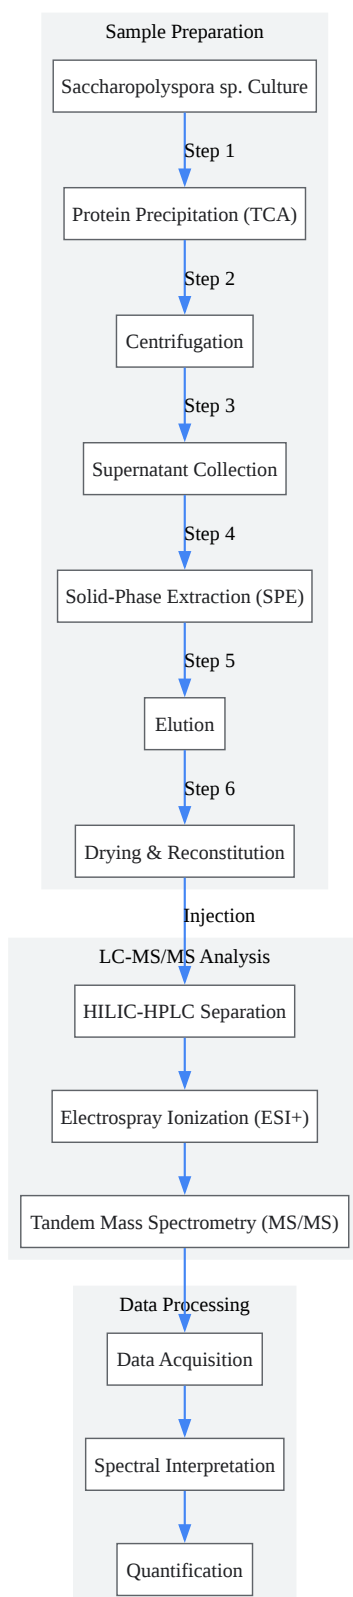 Sample Preparation
Saccharopolyspora sp. Culture
Step 1
Protein Precipitation (TCA)
Step 2
Centrifugation
Step 3
Supernatant Collection
Step 4
Solid-Phase Extraction (SPE)
Step 5
Elution
Step 6
Drying & Reconstitution
Injection
LC-MS/MS Analysis
HILIC-HPLC Separation
Electrospray Ionization (ESI+)
Tandem Mass Spectrometry (MS/MS)
Data Processing
Data Acquisition
Spectral Interpretation
Quantification